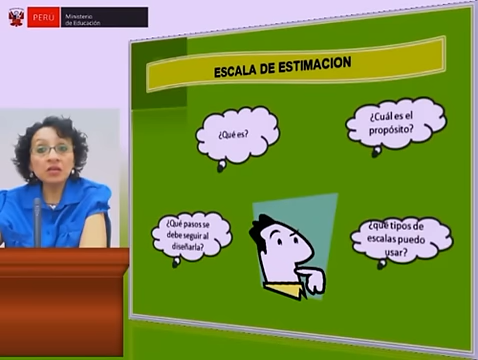 PERÚ
Ministerio
de Educación
ESCALA DE ESTIMACION
¿Qué es?
¿Cuál es el
propósito?
¿Qué pasos se
debe seguir al
diseñarla?
¿qué tipos de
escalas puedo
usar?